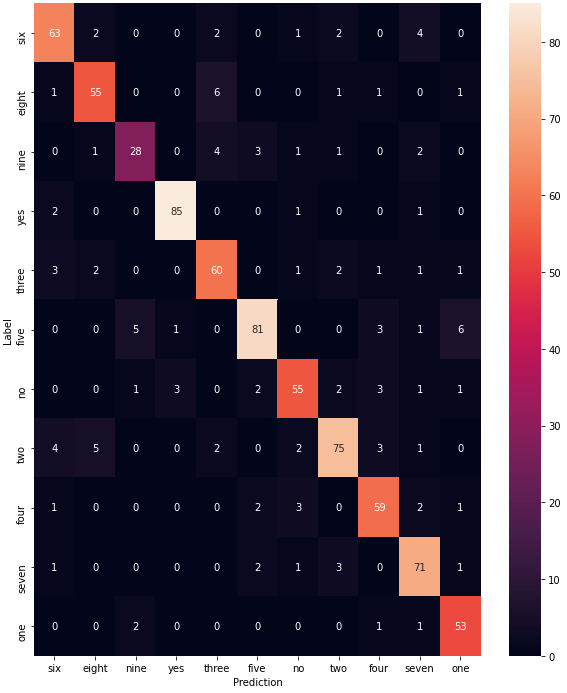 six 63 2 0 0 2 0 1 2 0 4 0
eight 1 55 0 0 6 0 0 1 1 0 1
nine 0 1 28 0 4 3 1 1 0 2 0
yes 2 0 0 85 0 0 1 0 0 1 0
three 3 2 0 0 60 0 1 2 1 1 1
five 0 0 5 1 0 81 0 0 3 1 6
no 0 0 1 3 0 2 55 2 3 1 1
two 4 5 0 0 2 0 2 75 3 1 0
four 1 0 0 0 0 2 3 0 59 2 1
seven 1 0 0 0 0 2 1 3 0 71 1
one 0 0 2 0 0 0 0 0 1 1 53
six eight nine yes three five no two four seven one
Prediction
Label
80
70
60
50
40
30
20
10
0